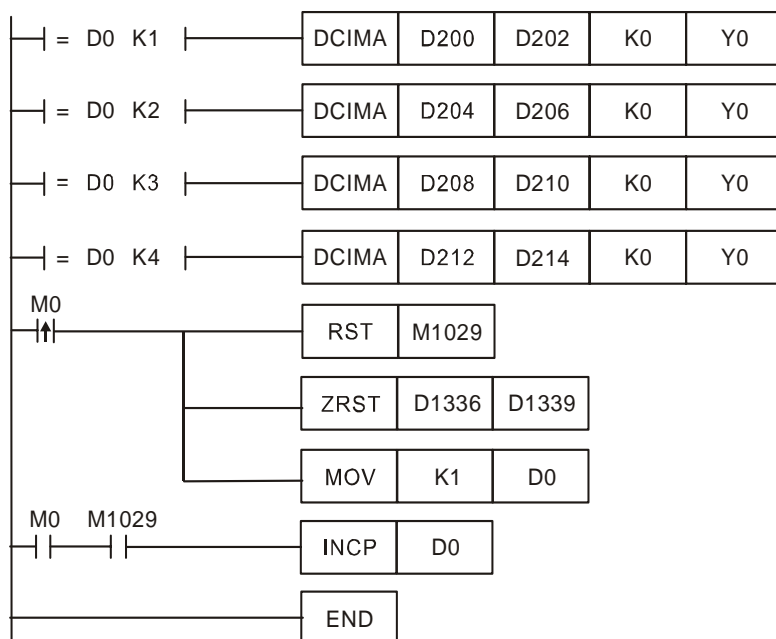 = D0 K1 DCIMA D200 D202 K0 Y0
= D0 K2 DCIMA D204 D206 K0 Y0
= D0 K3 DCIMA D208 D210 K0 Y0
= D0 K4 DCIMA D212 D214 K0 Y0
M0
RST M1029
ZRST D1336 D1339
MOV K1 D0
M0 M1029
INCP D0
END